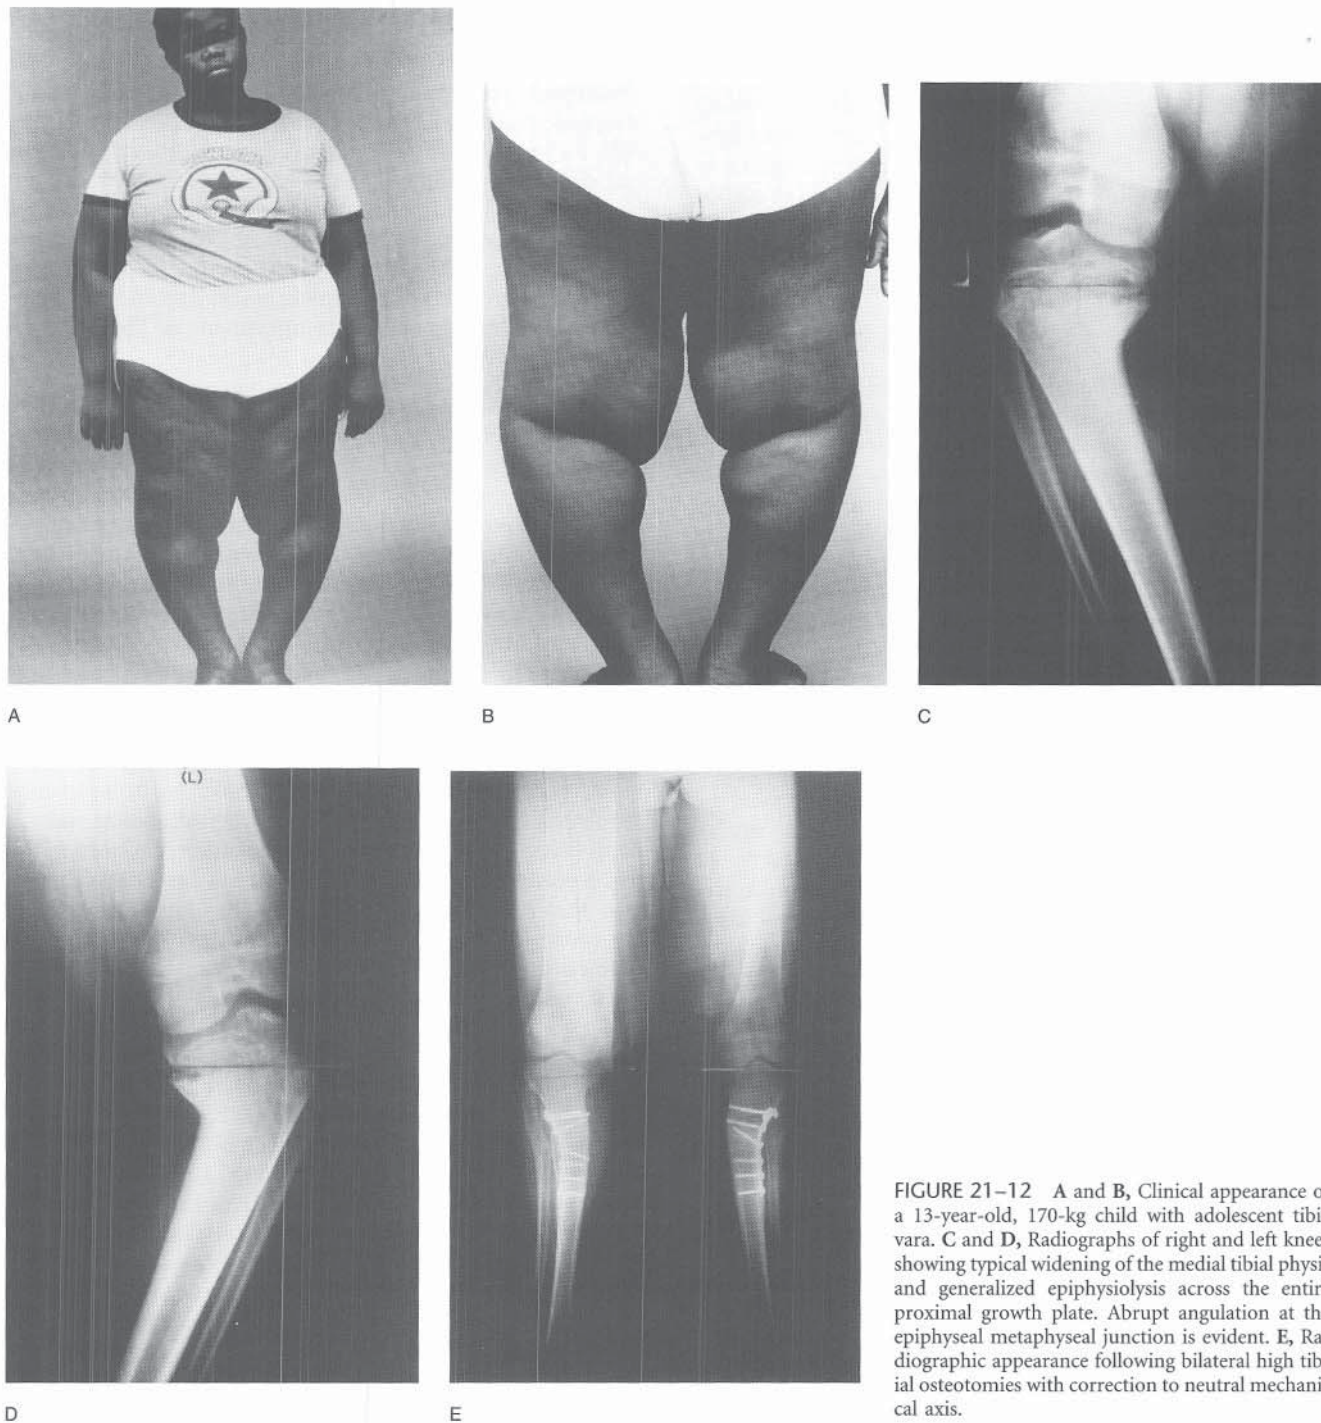 A
B
C
(L)
D
E
FIGURE 21–12 A and B, Clinical appearance o
a 13-year-old, 170-kg child with adolescent tibi
vara. C and D, Radiographs of right and left knee
showing typical widening of the medial tibial physi
and generalized epiphysiolysis across the entir
proximal growth plate. Abrupt angulation at th
epiphyseal metaphyseal junction is evident. E, Ra
diographic appearance following bilateral high tib
ial osteotomies with correction to neutral mechani
cal axis.